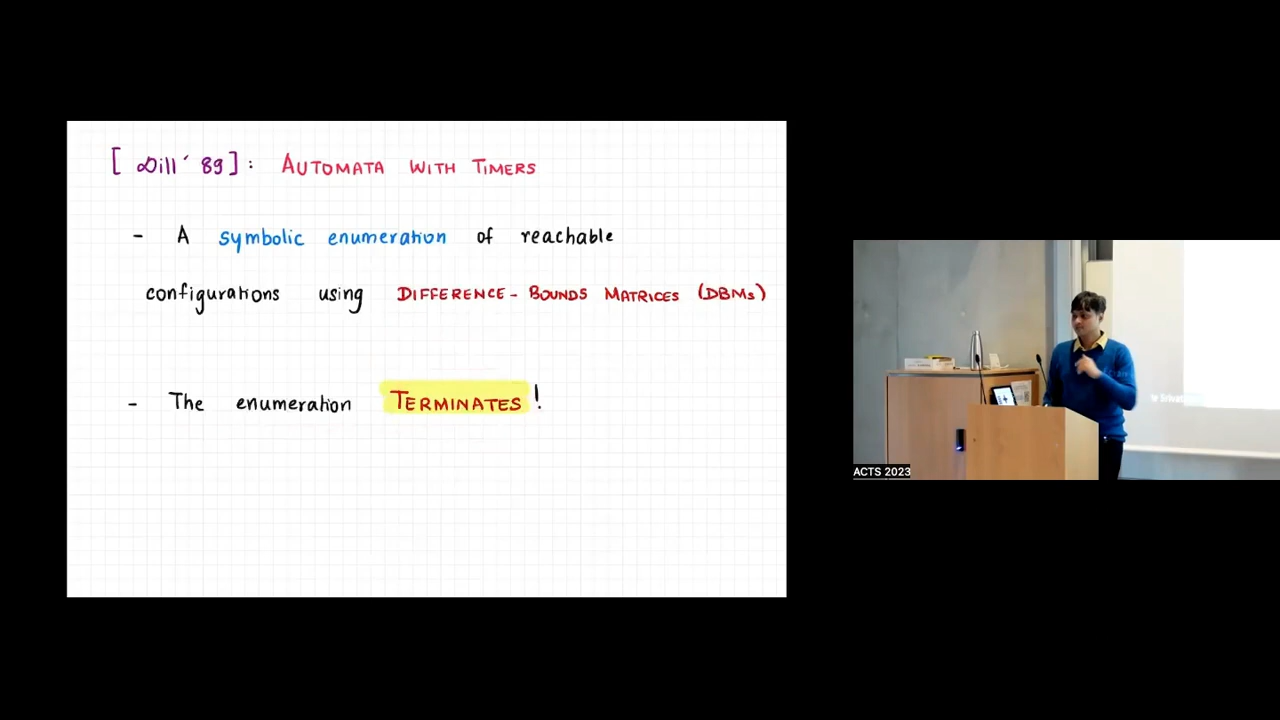 [Dill '89]: AUTOMATA WITH TIMERS
- A symbolic enumeration of reachable
configurations using DIFFERENCE-BOUNDS MATRICES (DBMs)
- The enumeration TERMINATES!
ACTS 2023